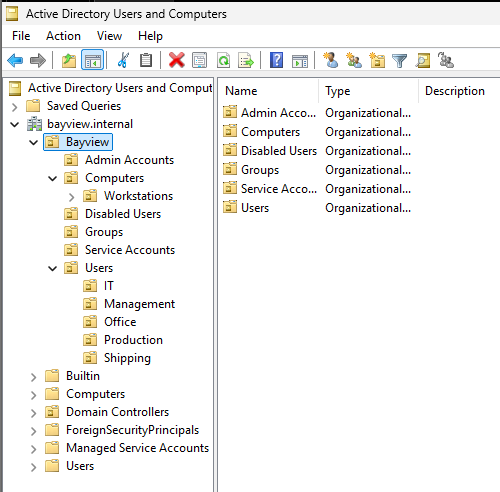 Active Directory Users and Computers
File Action View Help
Active Directory Users and Comput
Saved Queries
bayview.internal
Bayview
Admin Accounts
Computers
Workstations
Disabled Users
Groups
Service Accounts
Users
IT
Management
Office
Production
Shipping
Builtin
Computers
Domain Controllers
ForeignSecurityPrincipals
Managed Service Accounts
Users
Name Type Description
Admin Acco... Organizational...
Computers Organizational...
Disabled Users Organizational...
Groups Organizational...
Service Acco... Organizational...
Users Organizational...